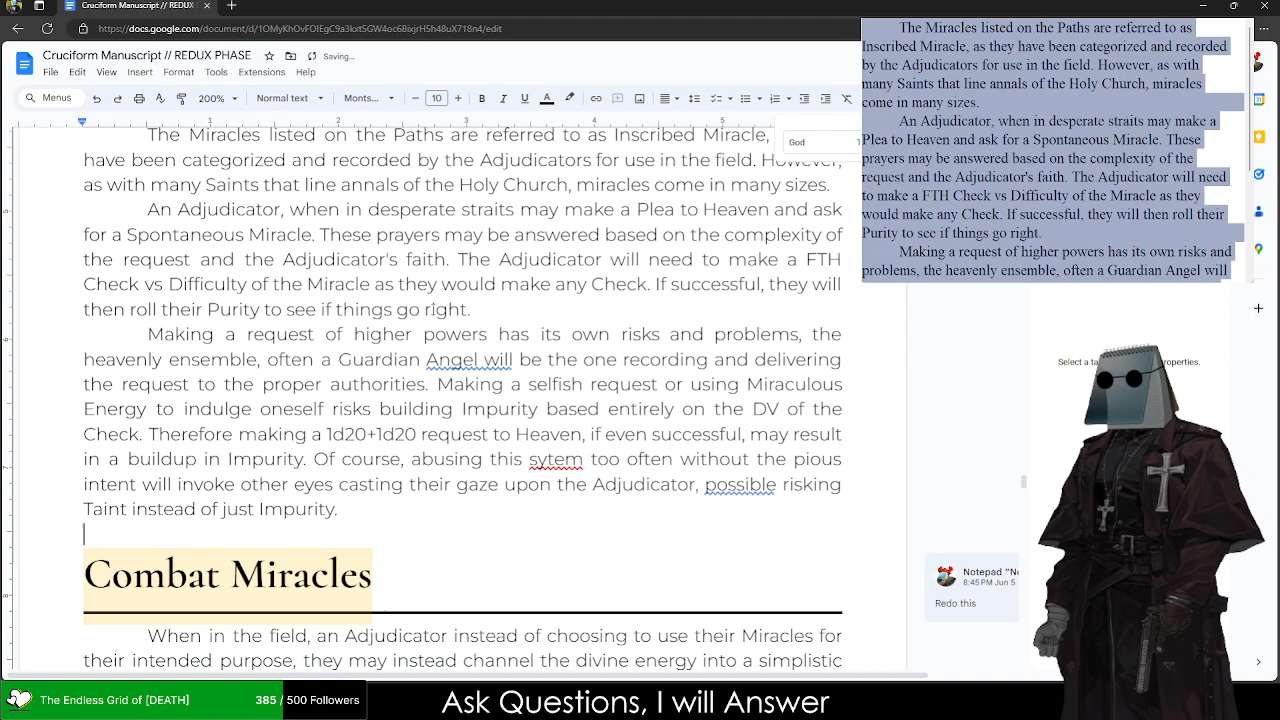 Cruciform Manuscript // REDUX
https://docs.google.com/document/d/1OMyKhOvFOIEgC9a3kxt5GW4oc6BixjrH5h48uX718n4/edit
Cruciform Manuscript // REDUX PHASE
Saving...
File Edit View Insert Format Tools Extensions Help
Menus
200%
Normal text
Monts...
10
B I U A
1 2 3 4 5
God
The Miracles listed on the Paths are referred to as Inscribed Miracle,
have been categorized and recorded by the Adjudicators for use in the field. However,
as with many Saints that line annals of the Holy Church, miracles come in many sizes.
An Adjudicator, when in desperate straits may make a Plea to Heaven and ask
for a Spontaneous Miracle. These prayers may be answered based on the complexity of
the request and the Adjudicator's faith. The Adjudicator will need to make a FTH
Check vs Difficulty of the Miracle as they would make any Check. If successful, they will
then roll their Purity to see if things go right.
Making a request of higher powers has its own risks and problems, the
heavenly ensemble, often a Guardian Angel will be the one recording and delivering
the request to the proper authorities. Making a selfish request or using Miraculous
Energy to indulge oneself risks building Impurity based entirely on the DV of the
Check. Therefore making a 1d20+1d20 request to Heaven, if even successful, may result
in a buildup in Impurity. Of course, abusing this sytem too often without the pious
intent will invoke other eyes casting their gaze upon the Adjudicator, possible risking
Taint instead of just Impurity.
Combat Miracles
When in the field, an Adjudicator instead of choosing to use their Miracles for
their intended purpose, they may instead channel the divine energy into a simplistic
The Miracles listed on the Paths are referred to as
Inscribed Miracle, as they have been categorized and recorded
by the Adjudicators for use in the field. However, as with
many Saints that line annals of the Holy Church, miracles
come in many sizes.
An Adjudicator, when in desperate straits may make a
Plea to Heaven and ask for a Spontaneous Miracle. These
prayers may be answered based on the complexity of the
request and the Adjudicator's faith. The Adjudicator will need
to make a FTH Check vs Difficulty of the Miracle as they
would make any Check. If successful, they will then roll their
Purity to see if things go right.
Making a request of higher powers has its own risks and
problems, the heavenly ensemble, often a Guardian Angel will
Select a ta
properties.
Notepad "No
8:45 PM Jun 5
Redo this
The Endless Grid of [DEATH]
385 / 500 Followers
Ask Questions, I will Answer